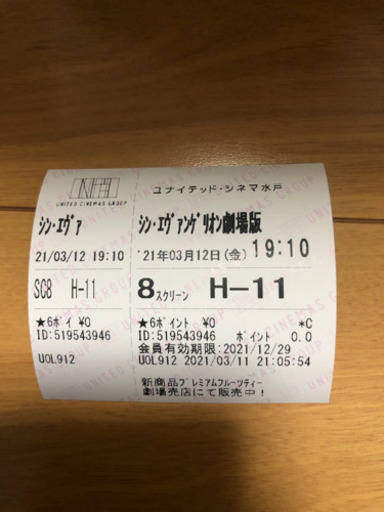 UNITED CINEMAS GROUP
シン・エヴァ
21/03/12 19:10
SC8 H-11
★6ポイ ¥0
ID:519543946
UOL912
ユナイテッド・シネマ水戸
シン・エヴァンゲリオン劇場版
'21年03月12日(金) 19:10
8スクリーン H-11
★6ポイント ¥0 *C
ID:519543946 ポイント 0.0
会員有効期限:2021/12/29
UOL912 2021/03/11 21:05:54
新商品プレミアムフルーツティー
劇場売店にて販売中!